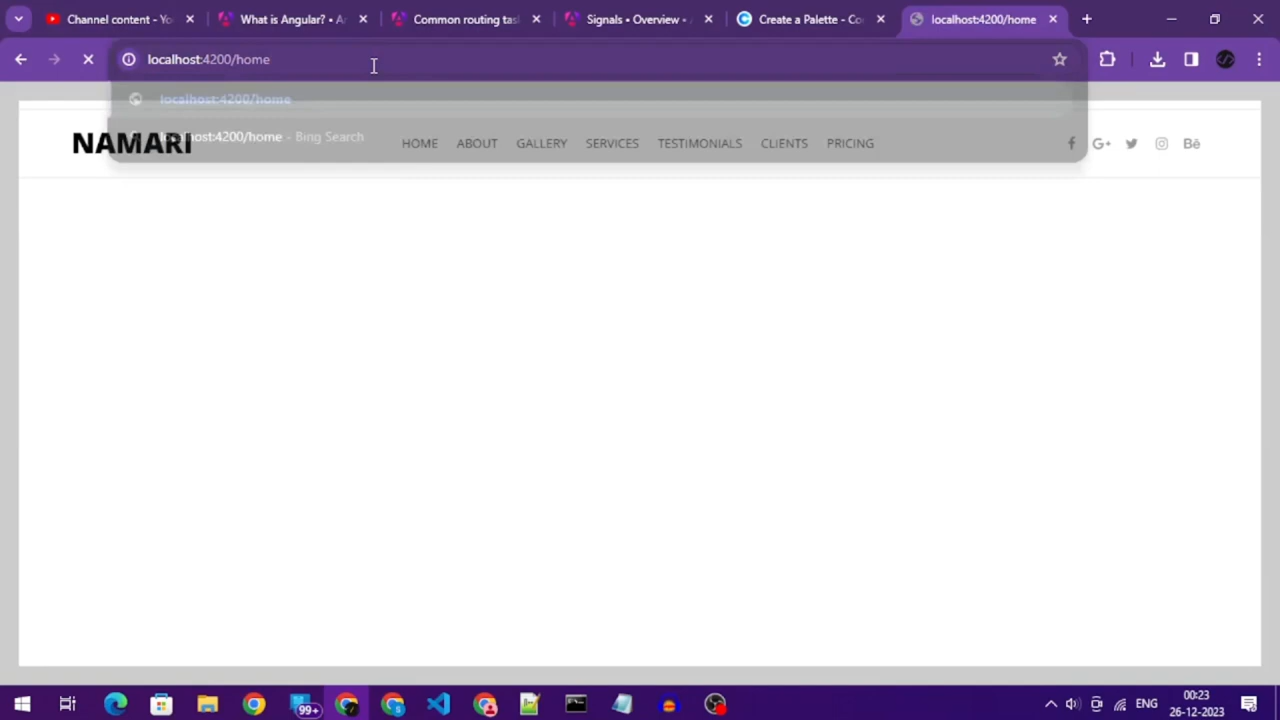 Channel content - Yo
What is Angular? • Ar
Common routing tas
Signals • Overview • 
Create a Palette - Co
localhost:4200/home
localhost:4200/home
localhost:4200/home
localhost:4200/home - Bing Search
NAMARI
HOME ABOUT GALLERY SERVICES TESTIMONIALS CLIENTS PRICING
99+
ENG
00:23
26-12-2023